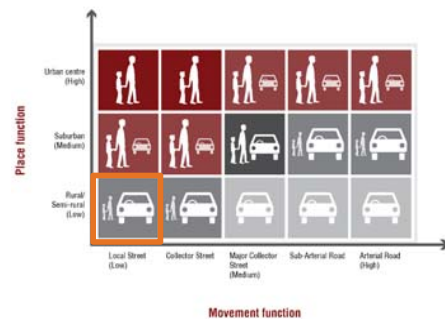 Place function
Urban centre
(High)
Suburban
(Medium)
Rural/
Semi-rural
(Low)
Local Street
(Low)
Collector Street
Major Collector
Street
(Medium)
Sub-Arterial Road
Arterial Road
(High)
Movement function